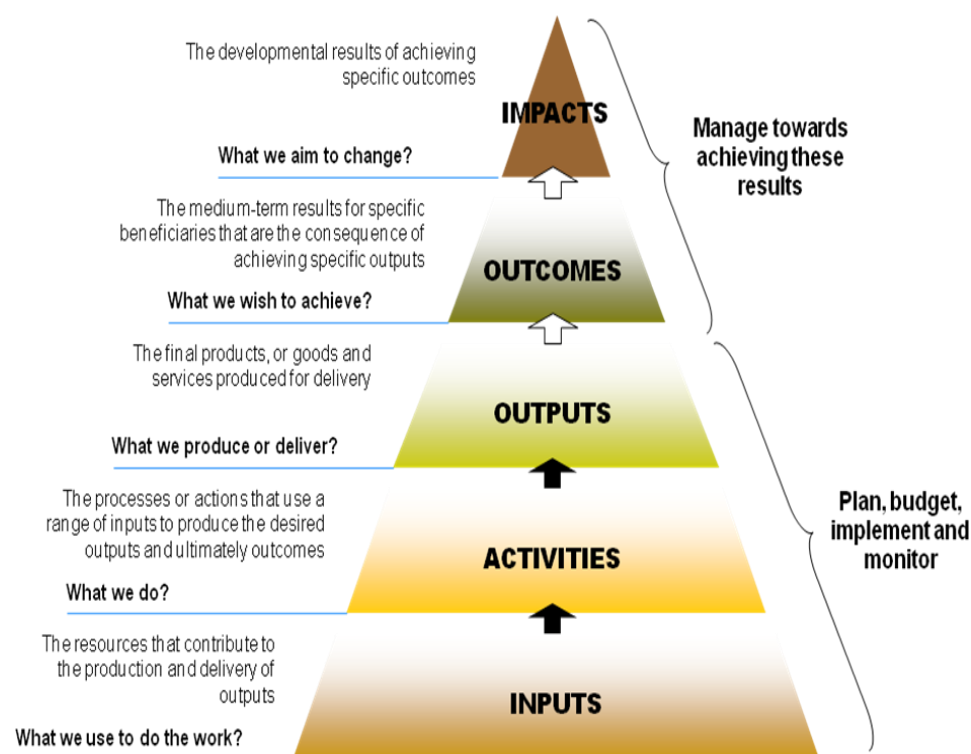 The developmental results of achieving
specific outcomes
IMPACTS
What we aim to change?
Manage towards
achieving these
results
The medium-term results for specific
beneficiaries that are the consequence of
achieving specific outputs
OUTCOMES
What we wish to achieve?
The final products, or goods and
services produced for delivery
OUTPUTS
What we produce or deliver?
The processes or actions that use a
range of inputs to produce the desired
outputs and ultimately outcomes
ACTIVITIES
What we do?
Plan, budget,
implement and
monitor
The resources that contribute to
the production and delivery of
outputs
INPUTS
What we use to do the work?